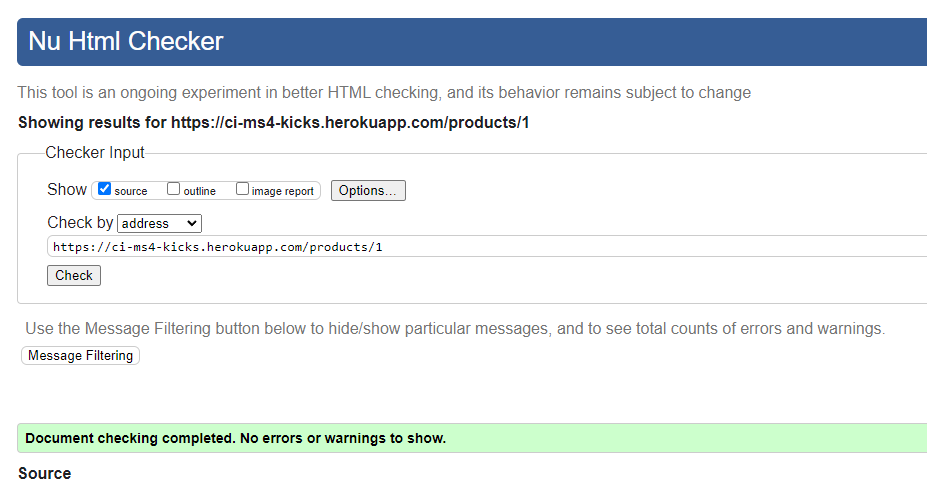 Nu Html Checker
This tool is an ongoing experiment in better HTML checking, and its behavior remains subject to change
Showing results for https://ci-ms4-kicks.herokuapp.com/products/1
Checker Input
Show source outline image report Options...
Check by address
https://ci-ms4-kicks.herokuapp.com/products/1
Check
Use the Message Filtering button below to hide/show particular messages, and to see total counts of errors and warnings.
Message Filtering
Document checking completed. No errors or warnings to show.
Source